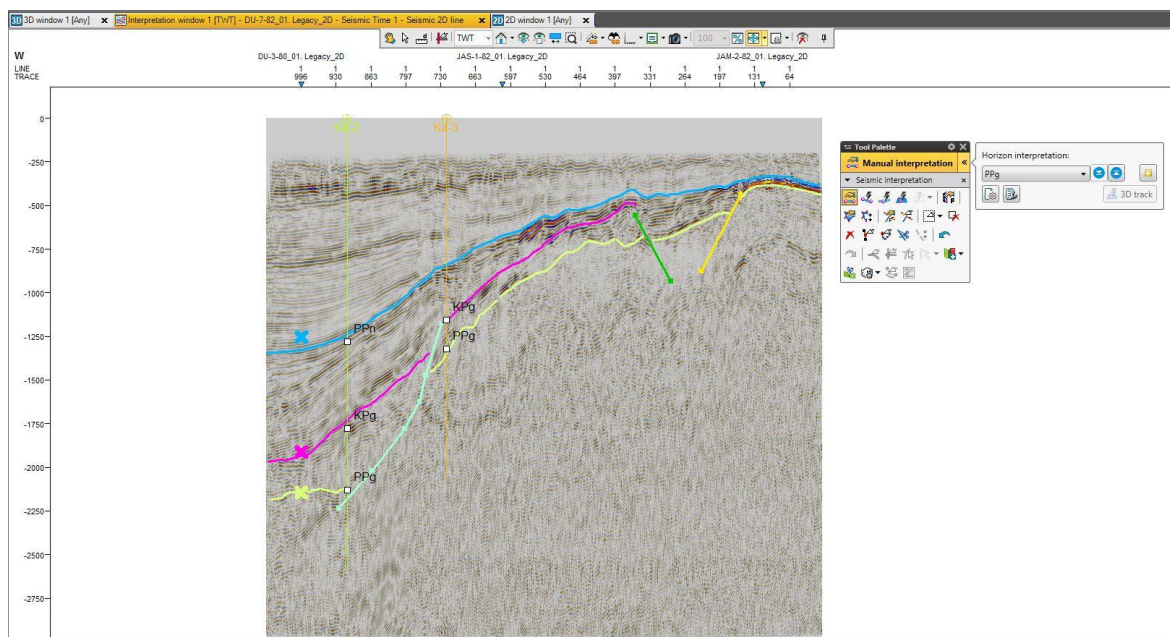 3D window 1 [Any]
Interpretation window 1 [TWT] - DU-7-82_01. Legacy_2D - Seismic Time 1 - Seismic 2D line
2D window 1 [Any]
TWT
100
W
DU-3-80_01. Legacy_2D
JAS-1-82_01. Legacy_2D
JAM-2-82_01. Legacy_2D
LINE 1 1 1 1 1 1 1 1 1 1 1 1 1 1 1
TRACE 996 930 863 797 730 663 597 530 464 397 331 264 197 131 64
0
-250
-500
-750
-1000
-1250
-1500
-1750
-2000
-2250
-2500
-2750
Ka-3
PPn
KPg
PPg
KPg
PPg
Tool Palette
Manual interpretation
Seismic interpretation
Horizon interpretation:
PPg
3D track